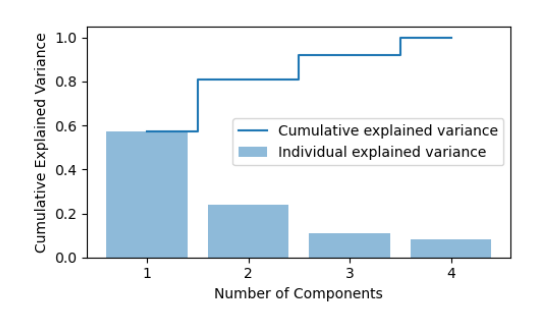 1.0
0.8
0.6
0.4
0.2
0.0
Cumulative Explained Variance
Cumulative explained variance
Individual explained variance
1 2 3 4
Number of Components